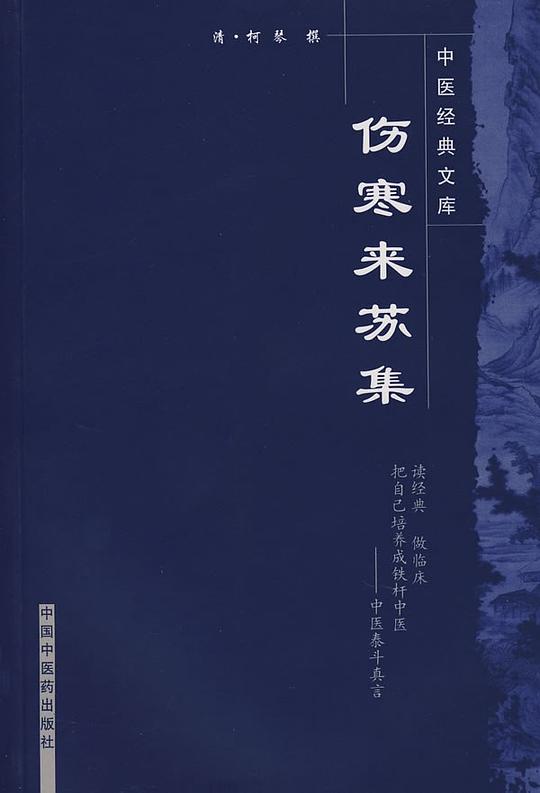 清·柯琴 撰
中医经典文库
伤寒来苏集
读经典 做临床
把自己培养成铁杆中医
——中医泰斗真言
中国中医药出版社